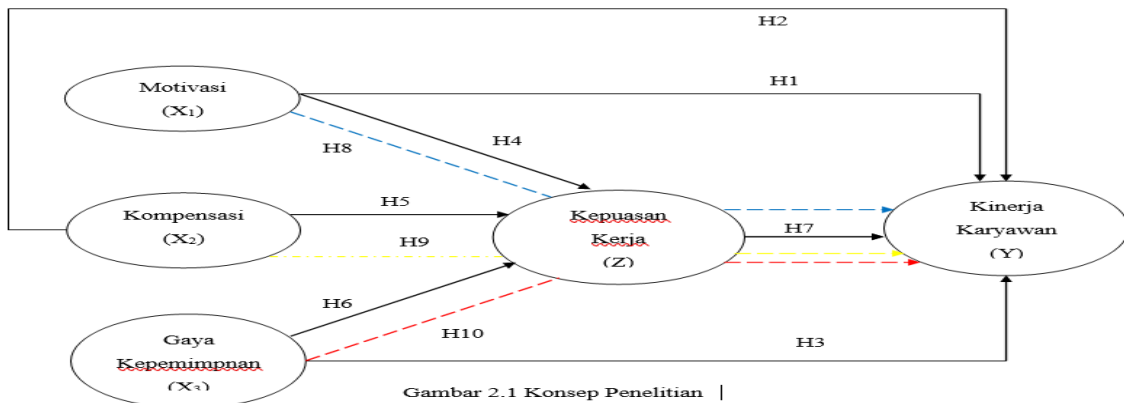 H2
Motivasi
(X₁)
H1
H4
H8
Kompensasi
(X₂)
H5
H9
Kepuasan
Kerja
(Z)
H7
Kinerja
Karyawan
(Y)
H6
H10
Gaya
Kepemimpnan
(X₃)
H3
Gambar 2.1 Konsep Penelitian